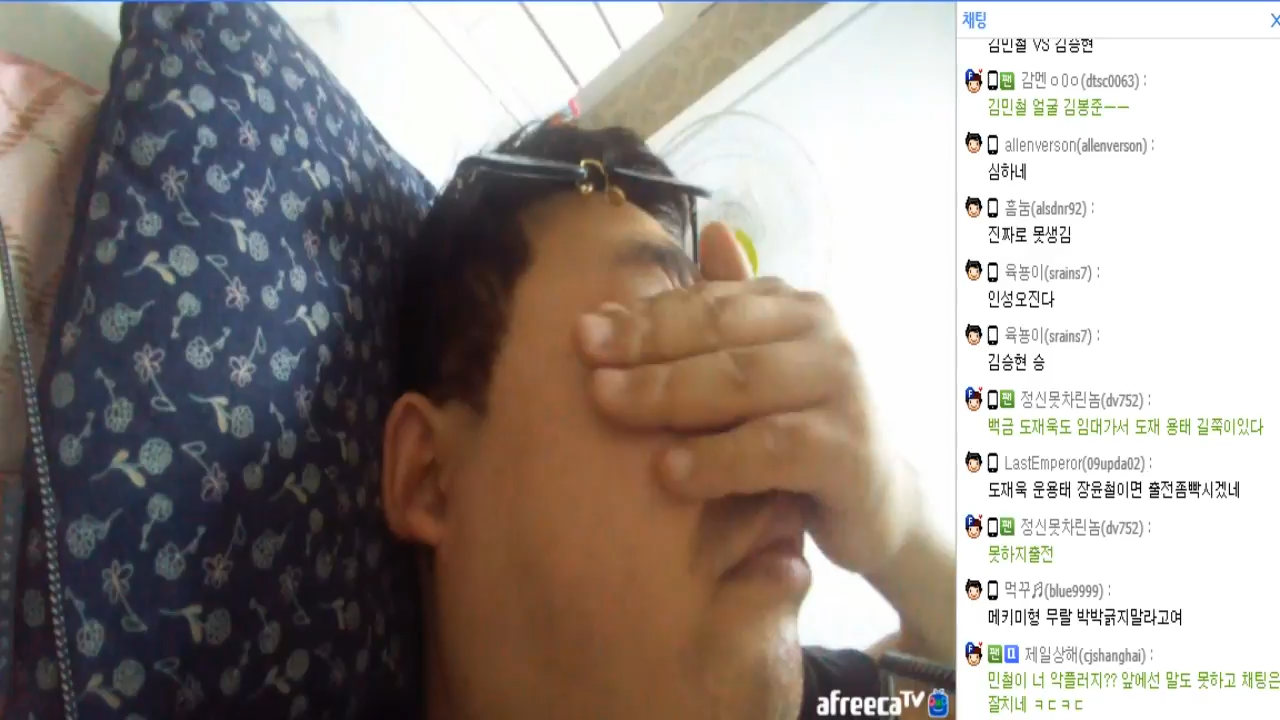 채팅
김민철 VS 김승현
팬 감멘ㅇ0ㅇ(dtsc0063) :
김민철 얼굴 김봉준ㅡㅡ
allenverson(allenverson) :
심하네
흠눔(alsdnr92) :
진짜로 못생김
육뇽이(srains7) :
인성오진다
육뇽이(srains7) :
김승현 승
팬 정신못차린놈(dv752) :
백금 도재욱도 임대가서 도재 용태 길쪽이있다
LastEmperor(09upda02) :
도재욱 운용태 장윤철이면 출전좀빡시겠네
팬 정신못차린놈(dv752) :
못하지출전
먹꾸♬(blue9999) :
메키미형 무랄 박박긁지말라고여
팬 제일상해(cjshanghai) :
민철이 너 악플러지?? 앞에선 말도 못하고 채팅은
잘치네 ㅋㄷㅋㄷ
afreecaTV